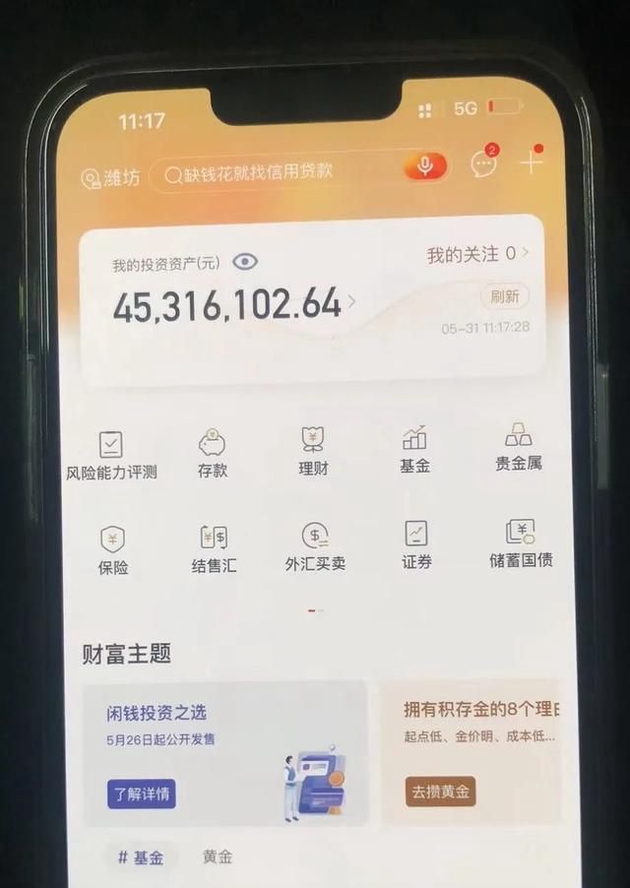 11:17 5G
潍坊 缺钱花就找信用贷款 2
我的投资资产(元) 我的关注 0 >
45,316,102.64 > 刷新
05-31 11:17:28
风险能力评测 存款 理财 基金 贵金属
保险 结售汇 外汇买卖 证券 储蓄国债
财富主题
闲钱投资之选
5月26日起公开发售
了解详情
拥有积存金的8个理由
起点低、金价明、成本低...
去攒黄金
# 基金 黄金